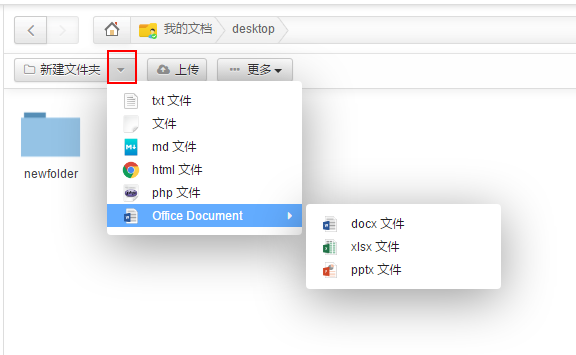 我的文档 desktop
新建文件夹 上传 更多
txt 文件
文件
md 文件
html 文件
php 文件
Office Document
newfolder
docx 文件
xlsx 文件
pptx 文件